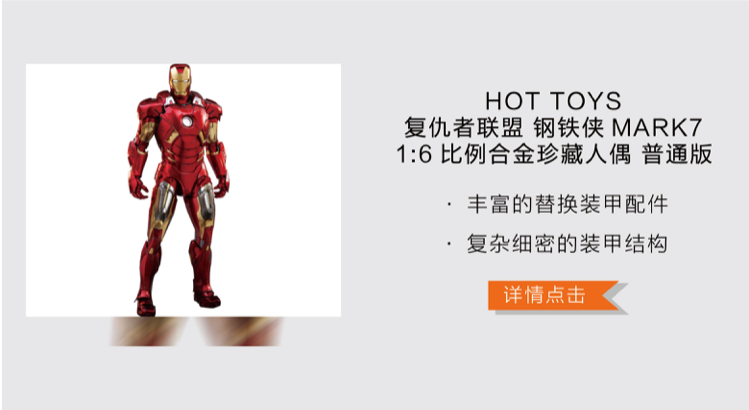 HOT TOYS
复仇者联盟 钢铁侠 MARK7
1:6 比例合金珍藏人偶 普通版
· 丰富的替换装甲配件
· 复杂细密的装甲结构
详情点击